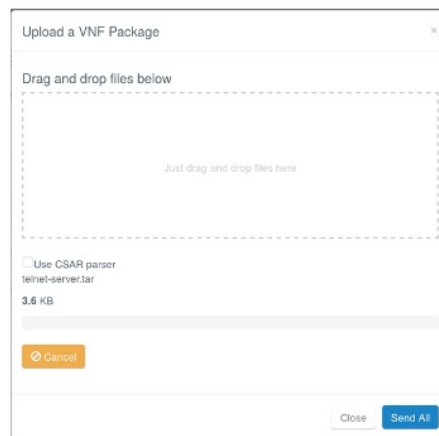 Upload a VNF Package ×
Drag and drop files below
Just drag and drop files here
Use CSAR parser
telnet-server.tar
3.6 KB
Cancel
Close Send All